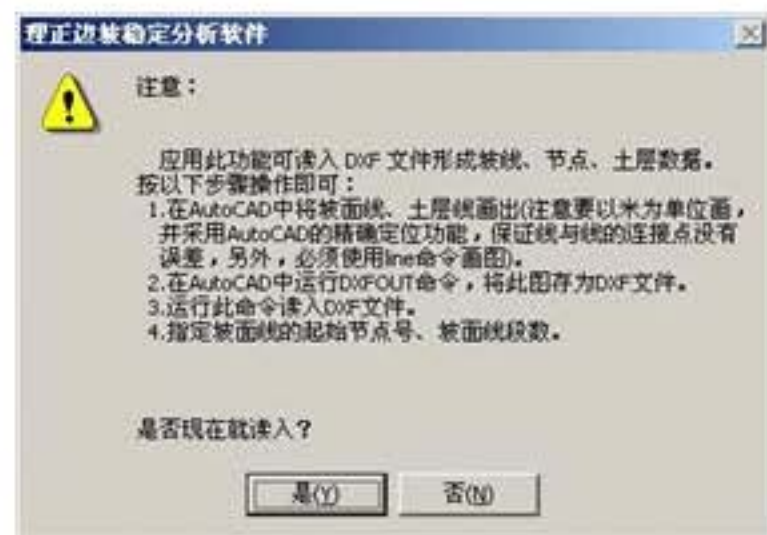 理正边坡稳定分析软件
注意：
应用此功能可读入 DXF 文件形成坡线、节点、土层数据。
按以下步骤操作即可：
1.在AutoCAD中将坡面线、土层线画出(注意要以米为单位画，
并采用AutoCAD的精确定位功能，保证线与线的连接点没有
误差，另外，必须使用line命令画图)。
2.在AutoCAD中运行DXFOUT命令，将此图存为DXF文件。
3.运行此命令读入DXF文件。
4.指定坡面线的起始节点号、坡面线段数。
是否现在就读入？
是(Y)
否(N)